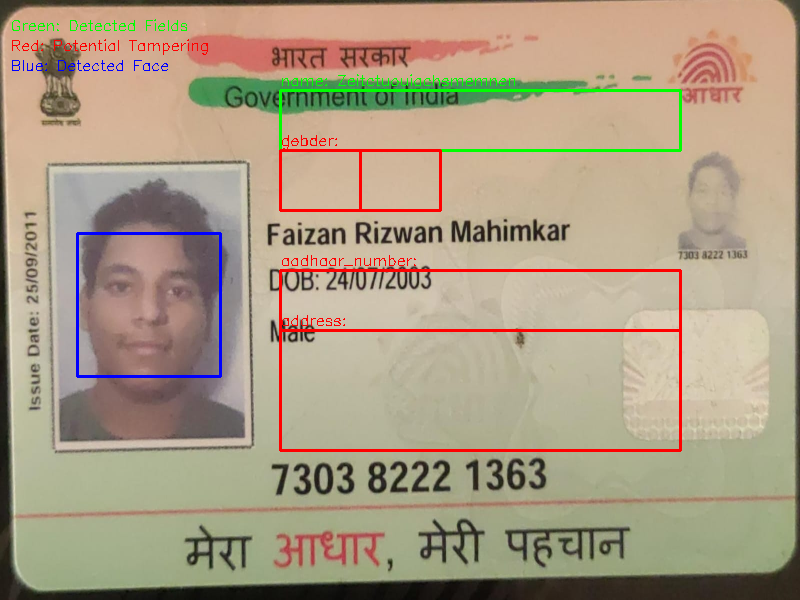 Green: Detected Fields
Red: Potential Tampering
Blue: Detected Face
भारत सरकार
name:
Government of India
आधार
Faizan Rizwan Mahimkar
7303 8222 1363
aadhaar_number:
DOB: 24/07/2003
address:
Male
Issue Date: 25/09/2011
7303 8222 1363
मेरा आधार, मेरी पहचान